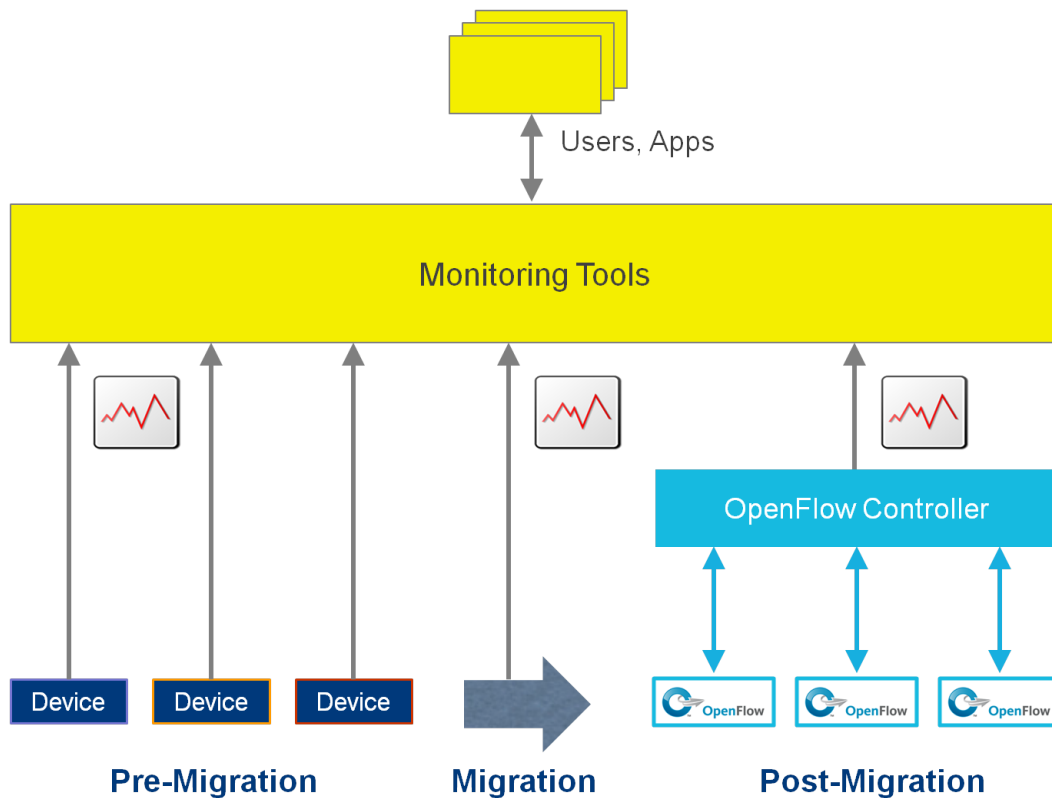 Users, Apps
Monitoring Tools
OpenFlow Controller
Device
Device
Device
OpenFlow
OpenFlow
OpenFlow
Pre-Migration
Migration
Post-Migration